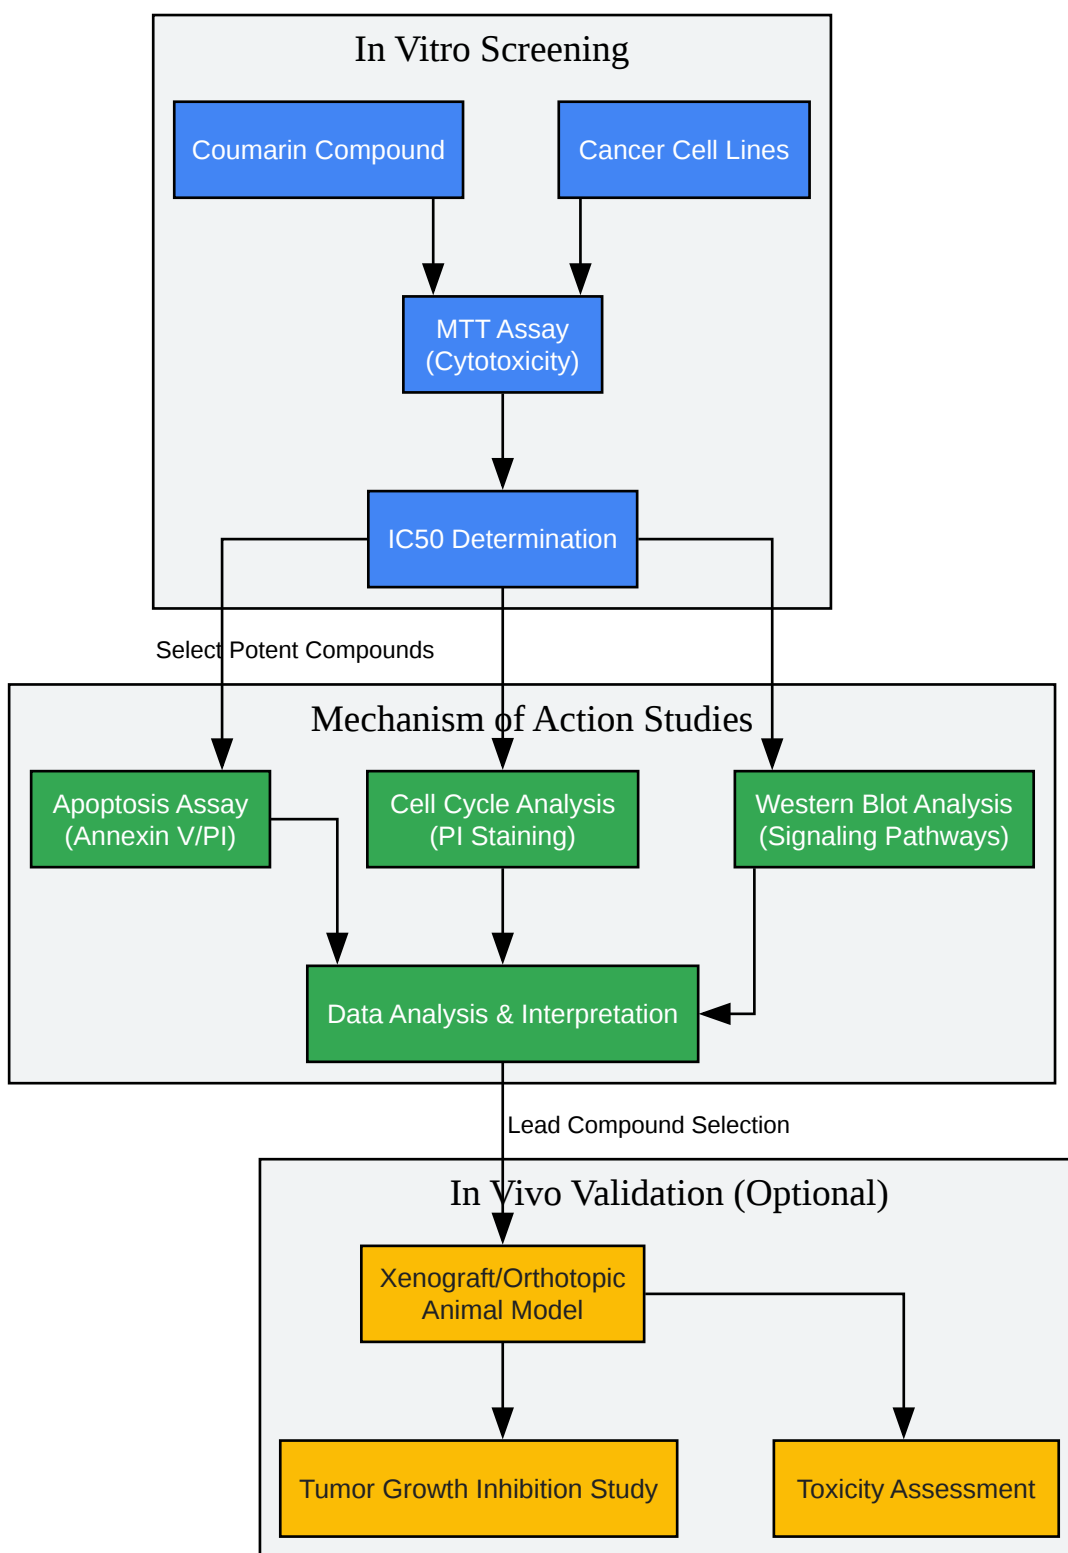 In Vitro Screening
Coumarin Compound
Cancer Cell Lines
MTT Assay
(Cytotoxicity)
IC50 Determination
Select Potent Compounds
Mechanism of Action Studies
Apoptosis Assay
(Annexin V/PI)
Cell Cycle Analysis
(PI Staining)
Western Blot Analysis
(Signaling Pathways)
Data Analysis & Interpretation
Lead Compound Selection
In Vivo Validation (Optional)
Xenograft/Orthotopic
Animal Model
Tumor Growth Inhibition Study
Toxicity Assessment